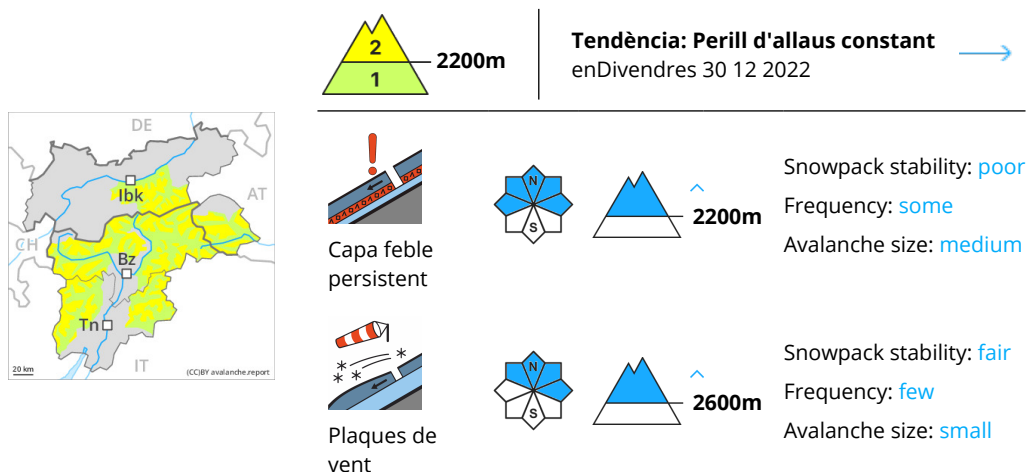 2
1
2200m
Tendència: Perill d'allaus constant
enDivendres 30 12 2022
DE
AT
CH
IT
Ibk
Bz
Tn
20 km
(CC)BY avalanche.report
Capa feble
persistent
N
S
2200m
Snowpack stability: poor
Frequency: some
Avalanche size: medium
Plaques de
vent
N
S
2600m
Snowpack stability: fair
Frequency: few
Avalanche size: small